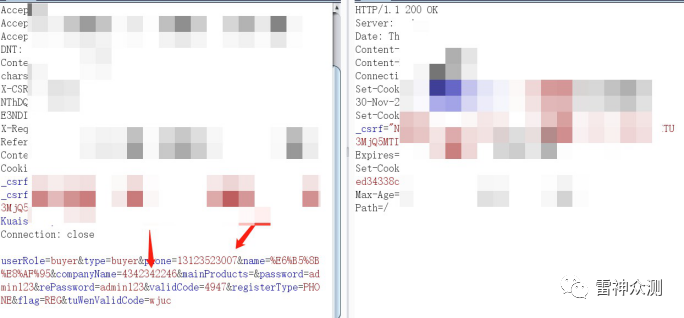 Accep
Accep
Accep
DNT:
Conte
chars
X-CSR
NThDQ
E3NDI
X-Req
Refer
Conte
Cooki
_csrf
_csrf
3MjQ5
Kuais
Connection: close
userRole=buyer&type=buyer&phone=13123523007&name=%E6%B5%8B
%E8%AF%95&companyName=4342342246&mainProducts=&password=ad
min123&rePassword=admin123&validCode=4947&registerType=PHO
NE&flag=REG&tuWenValidCode=wjuc
HTTP/1.1 200 OK
Server:
Date: Th
Content-
Content-
Connecti
Set-Cook
30-Nov-2
Set-Cook
_csrf="N
TU
3MjQ5MTI
Expires=
Set-Cook
ed34338c
Max-Age=
Path=/
雷神众测